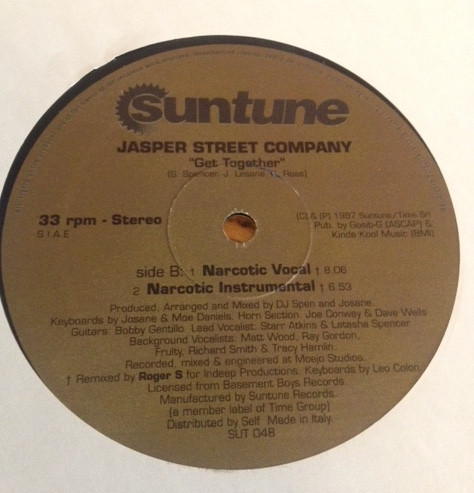 suntune
JASPER STREET COMPANY
"Get Together"
(S. Spencer, J. Lesane, T. Ross)
33 rpm - Stereo
S.I.A.E.
(C) & (P) 1997 Suntune/Time Srl
Pub. by Gosib-G (ASCAP) &
Kinda Kool Music (BMI)
side B: 1 Narcotic Vocal † 8.06
2 Narcotic Instrumental † 6.53
Produced, Arranged and Mixed by DJ Spen and Josane.
Keyboards by Josane & Moe Daniels. Horn Section: Joe Conway & Dave Wells
Guitars: Bobby Gentillo. Lead Vocalist: Starr Atkins & Latasha Spencer
Background Vocalists: Matt Wood, Ray Gordon,
Fruity, Richard Smith & Tracy Hamlin.
Recorded, mixed & engineered at Moejo Studios.
† Remixed by Roger S for Indeep Productions. Keyboards by Leo Colon
Licensed from Basement Boys Records.
Manufactured by Suntune Records.
(a member label of Time Group)
Distributed by Self. Made in Italy.
SUT 048